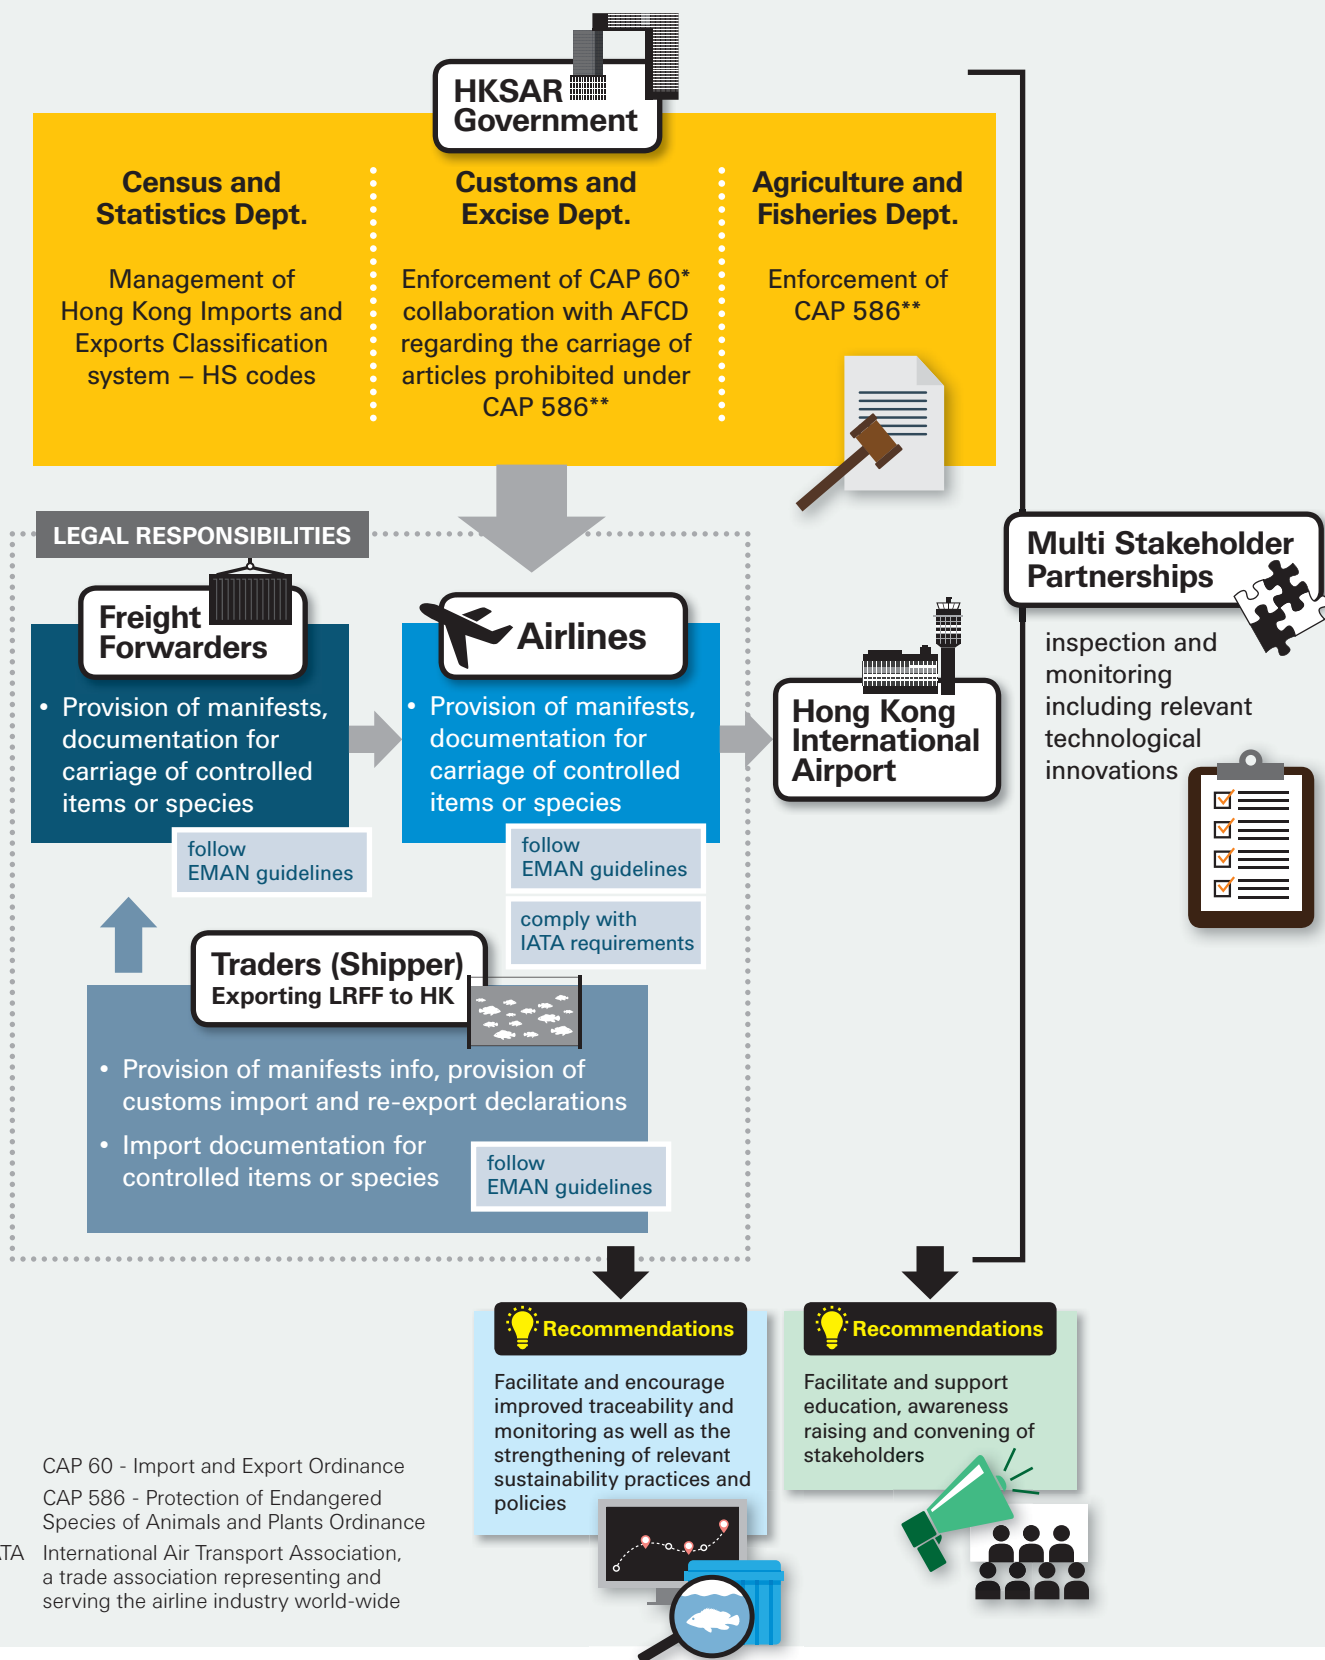 HKSAR
Government
Census and
Statistics Dept.
Management of
Hong Kong Imports and
Exports Classification
system – HS codes
Customs and
Excise Dept.
Enforcement of CAP 60*
collaboration with AFCD
regarding the carriage of
articles prohibited under
CAP 586**
Agriculture and
Fisheries Dept.
Enforcement of
CAP 586**
LEGAL RESPONSIBILITIES
Freight
Forwarders
• Provision of manifests,
documentation for
carriage of controlled
items or species
follow
EMAN guidelines
Airlines
• Provision of manifests,
documentation for
carriage of controlled
items or species
follow
EMAN guidelines
comply with
IATA requirements
Hong Kong
International
Airport
Multi Stakeholder
Partnerships
inspection and
monitoring
including relevant
technological
innovations
Traders (Shipper)
Exporting LRFF to HK
• Provision of manifests info, provision of
customs import and re-export declarations
• Import documentation for
controlled items or species
follow
EMAN guidelines
Recommendations
Facilitate and encourage
improved traceability and
monitoring as well as the
strengthening of relevant
sustainability practices and
policies
Recommendations
Facilitate and support
education, awareness
raising and convening of
stakeholders
CAP 60 - Import and Export Ordinance
CAP 586 - Protection of Endangered
Species of Animals and Plants Ordinance
International Air Transport Association,
a trade association representing and
serving the airline industry world-wide